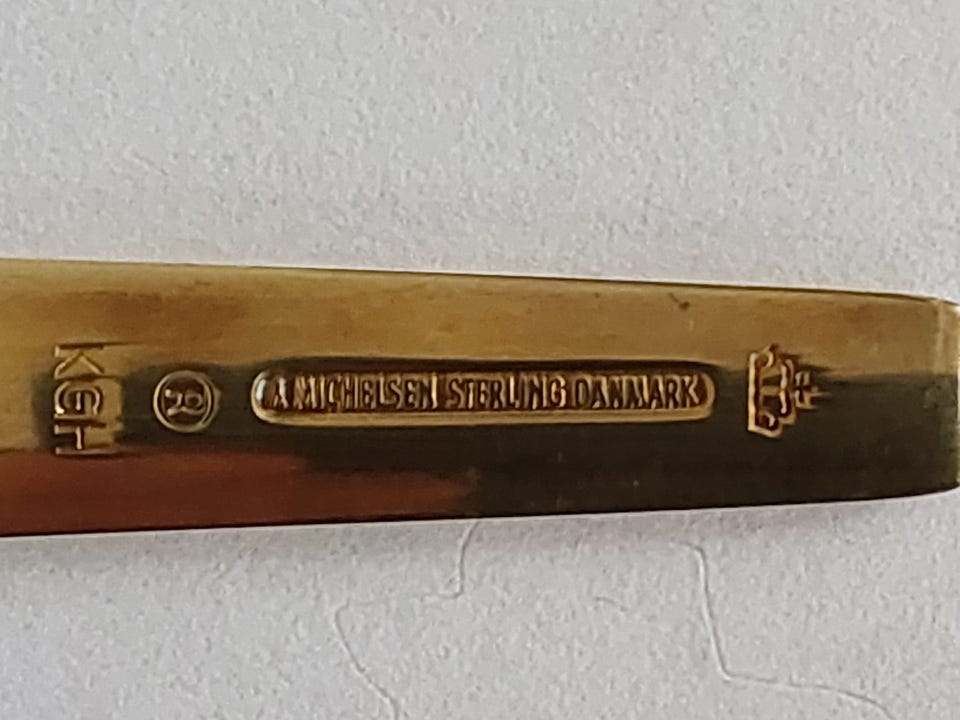 KGH
®
A MICHELSEN STERLING DANMARK